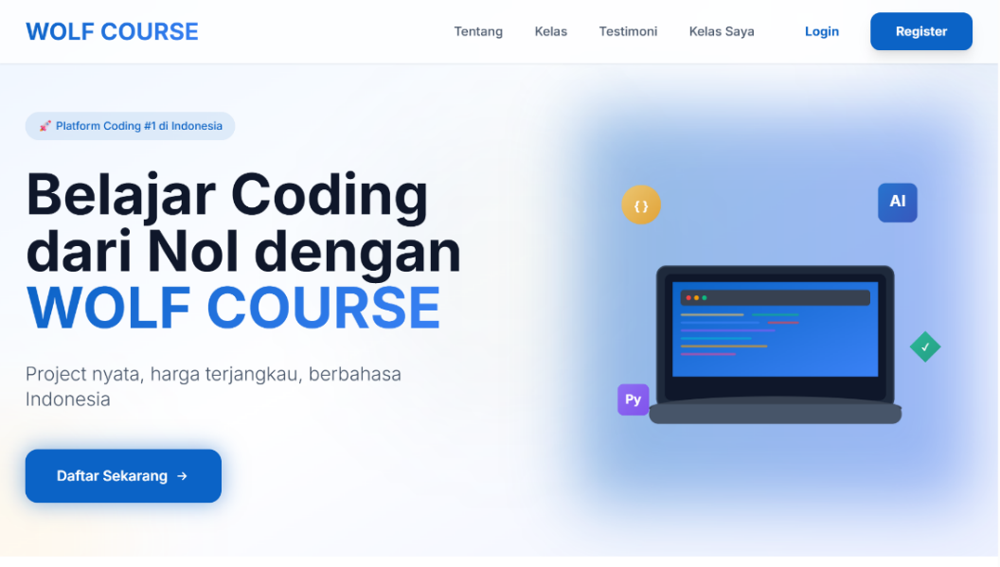 WOLF COURSE
Tentang
Kelas
Testimoni
Kelas Saya
Login
Register
🚀 Platform Coding #1 di Indonesia
Belajar Coding
dari Nol dengan
WOLF COURSE
Project nyata, harga terjangkau, berbahasa
Indonesia
Daftar Sekarang →
{ }
AI
✓
Py